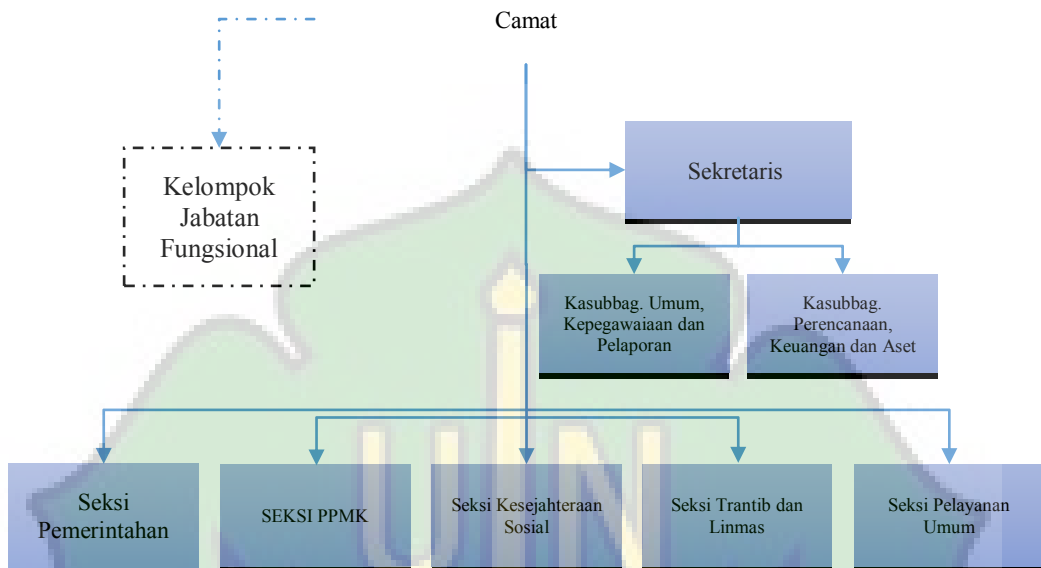 Camat
Kelompok
Jabatan
Fungsional
Sekretaris
Kasubbag. Umum,
Kepegawaiaan dan
Pelaporan
Kasubbag.
Perencanaan,
Keuangan dan Aset
Seksi
Pemerintahan
SEKSI PPMK
Seksi Kesejahteraan
Sosial
Seksi Trantib dan
Linmas
Seksi Pelayanan
Umum
UIN